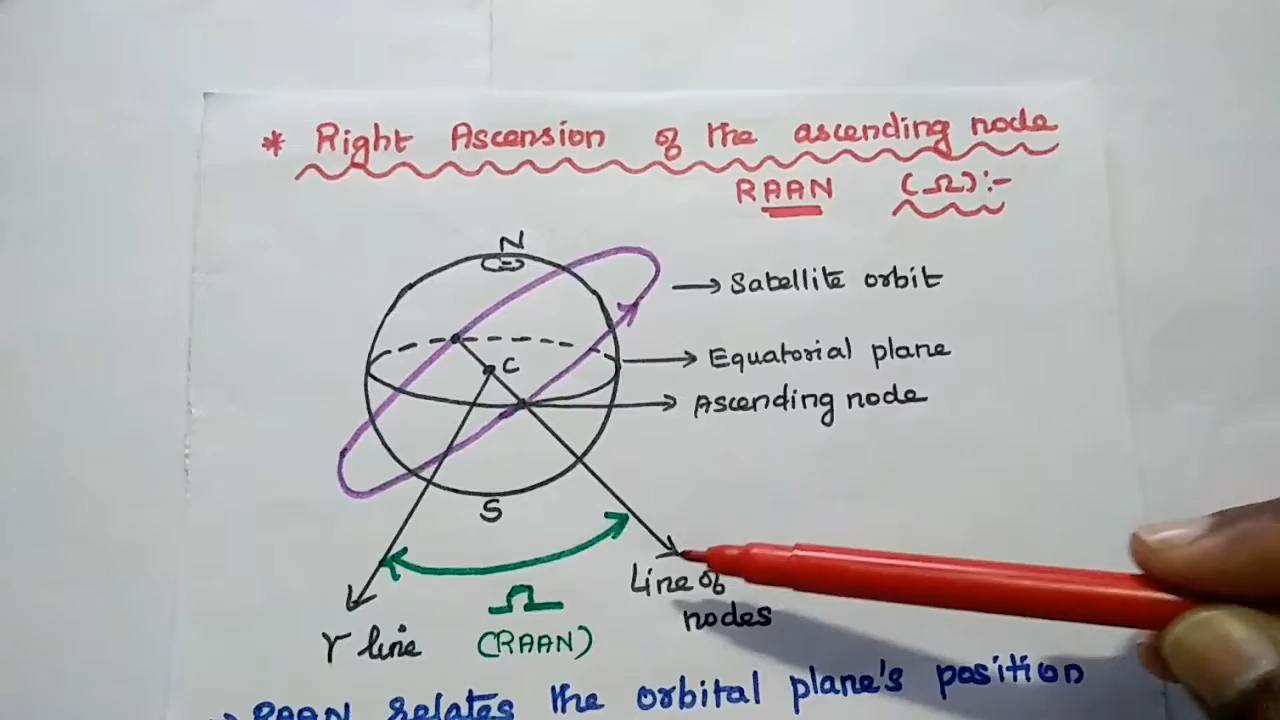 * Right Ascension of the ascending node
RAAN (Ω):-
N
→ Satellite orbit
→ Equatorial plane
C
→ Ascending node
S
Line of
nodes
Ω
(RAAN)
ϒ line
→ RAAN relates the orbital plane's position